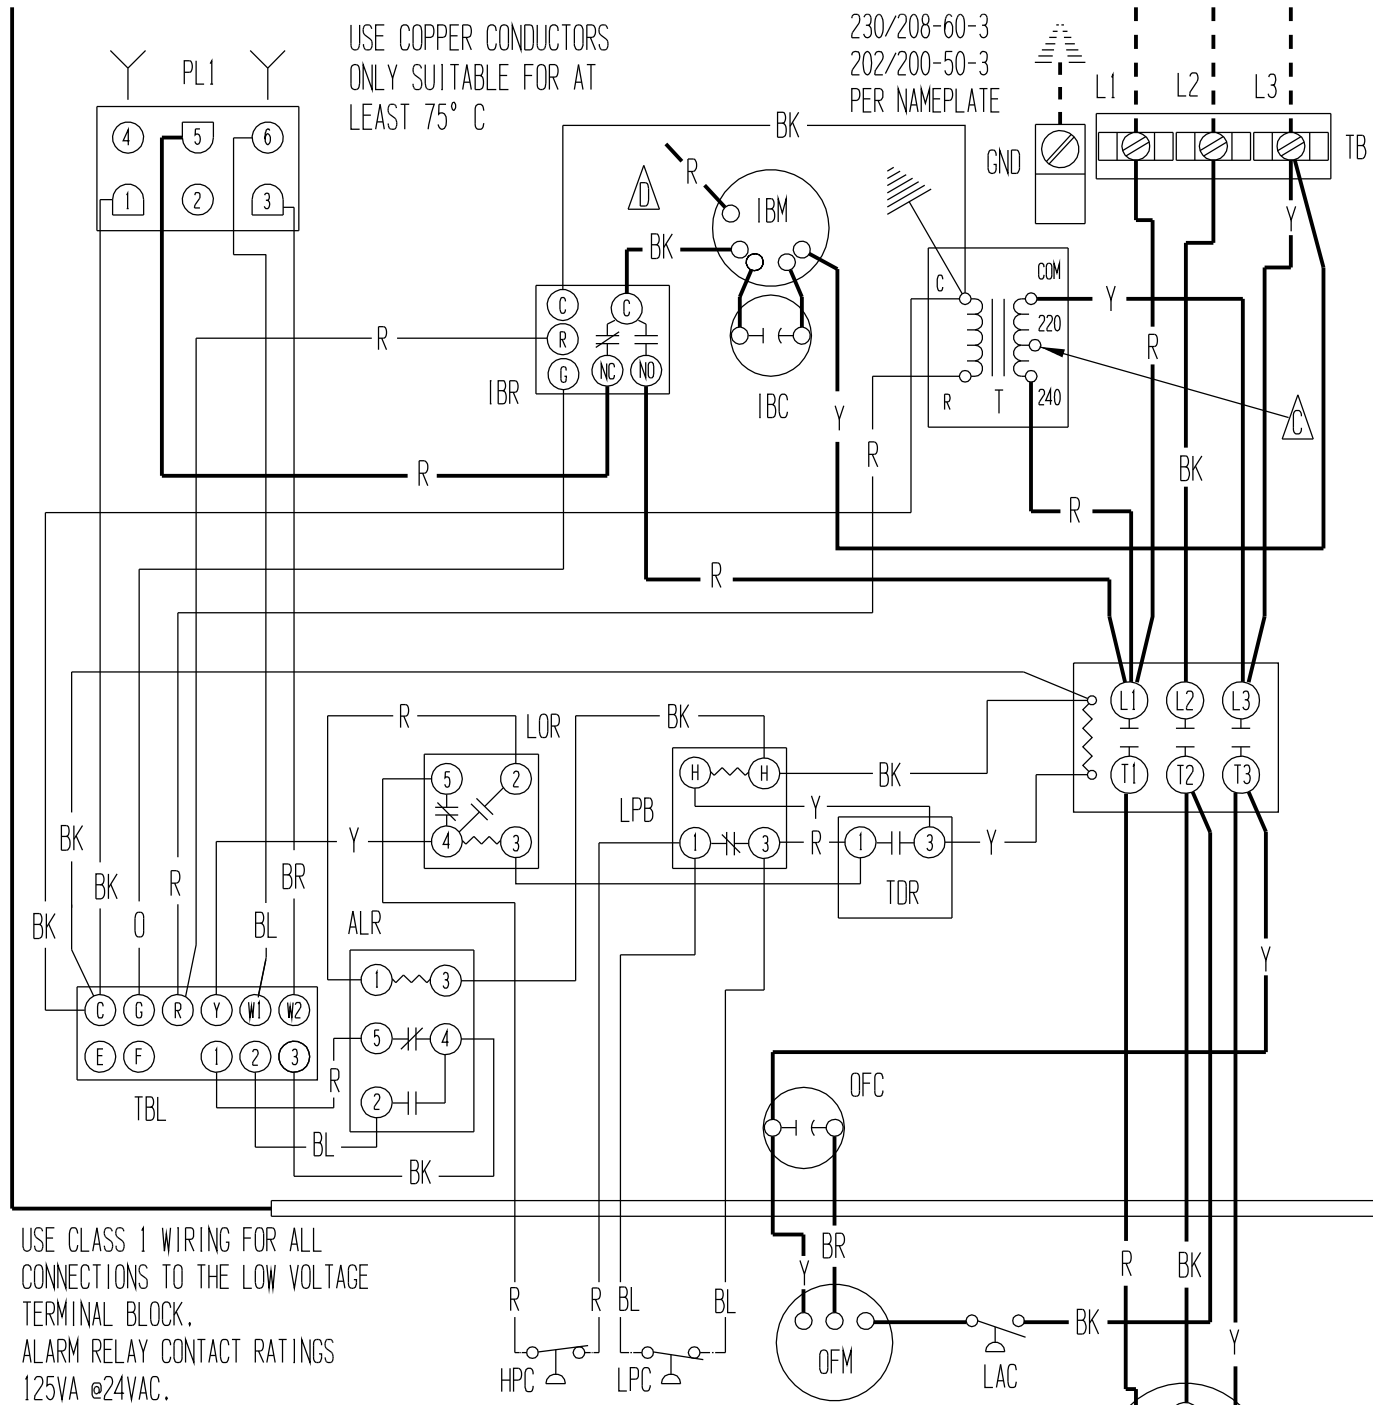 USE COPPER CONDUCTORS
ONLY SUITABLE FOR AT
LEAST 75° C
230/208-60-3
202/200-50-3
PER NAMEPLATE
PL1
4
5
6
1
2
3
L1
L2
L3
GND
TB
BK
R
D
IBM
BK
Y
C
COM
220
240
R
T
C
Y
R
C
R
G
C
NC
NO
IBR
IBC
R
Y
R
BK
R
R
R
L1
L2
L3
T1
T2
T3
R
LOR
BK
5
2
4
3
Y
H
H
BK
LPB
Y
1
3
R
1
3
Y
TDR
BK
BK
R
BR
BK
O
BL
ALR
1
3
5
4
2
C
G
R
Y
W1
W2
E
F
1
2
3
TBL
R
BL
BK
Y
OFC
BR
Y
OFM
R
R
BL
BL
HPC
LPC
LAC
BK
R
BK
Y
USE CLASS 1 WIRING FOR ALL
CONNECTIONS TO THE LOW VOLTAGE
TERMINAL BLOCK.
ALARM RELAY CONTACT RATINGS
125VA @24VAC.